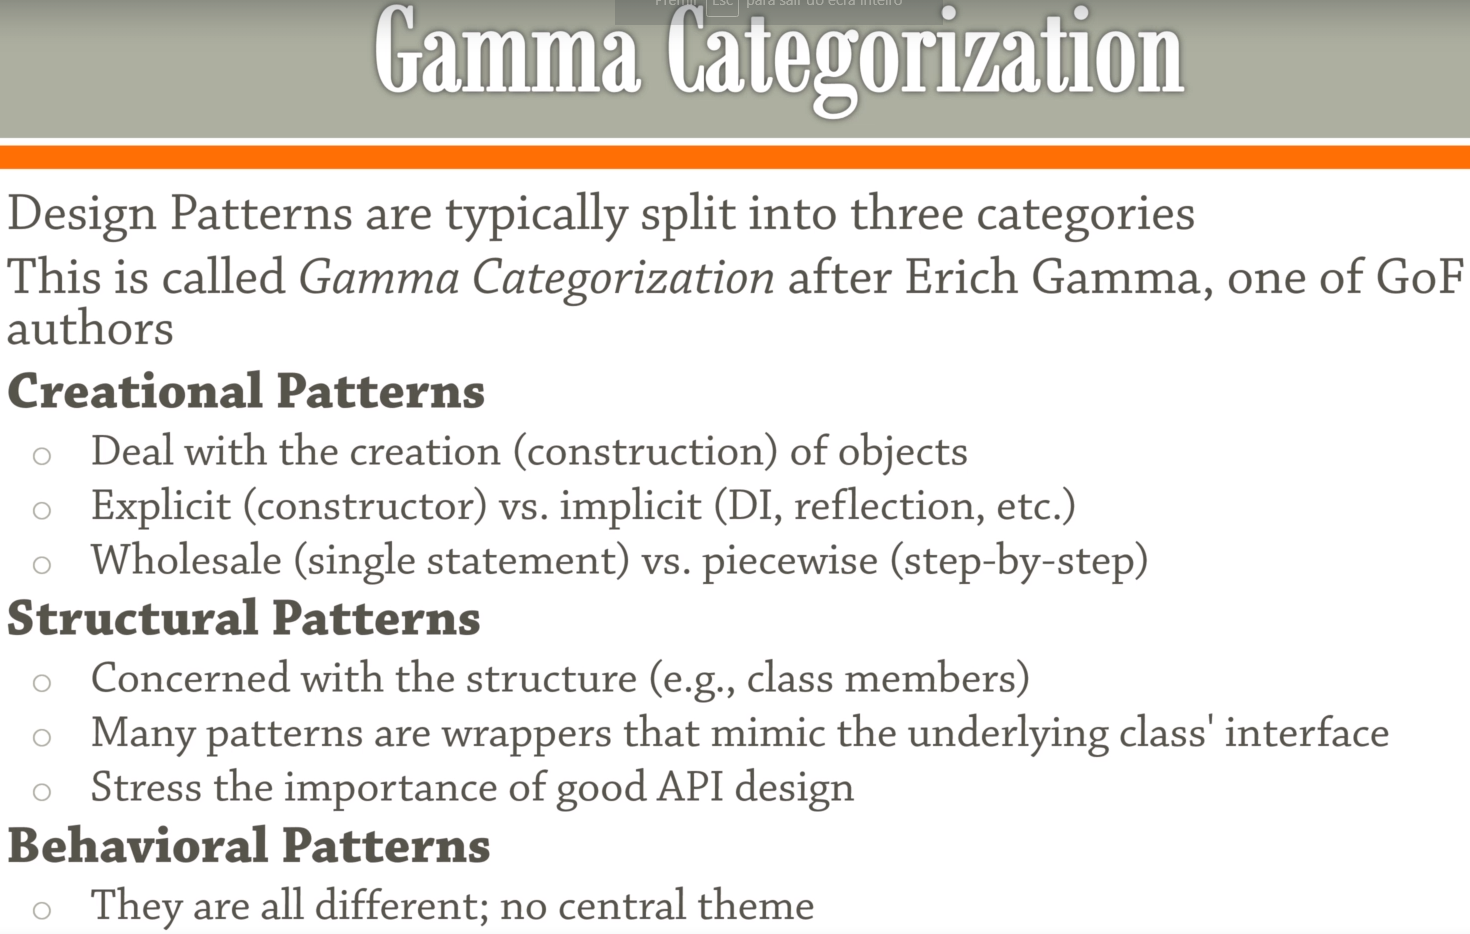 Premir Esc para sair do ecrã inteiro
Gamma Categorization
Design Patterns are typically split into three categories
This is called Gamma Categorization after Erich Gamma, one of GoF
authors
Creational Patterns
Deal with the creation (construction) of objects
Explicit (constructor) vs. implicit (DI, reflection, etc.)
Wholesale (single statement) vs. piecewise (step-by-step)
Structural Patterns
Concerned with the structure (e.g., class members)
Many patterns are wrappers that mimic the underlying class' interface
Stress the importance of good API design
Behavioral Patterns
They are all different; no central theme